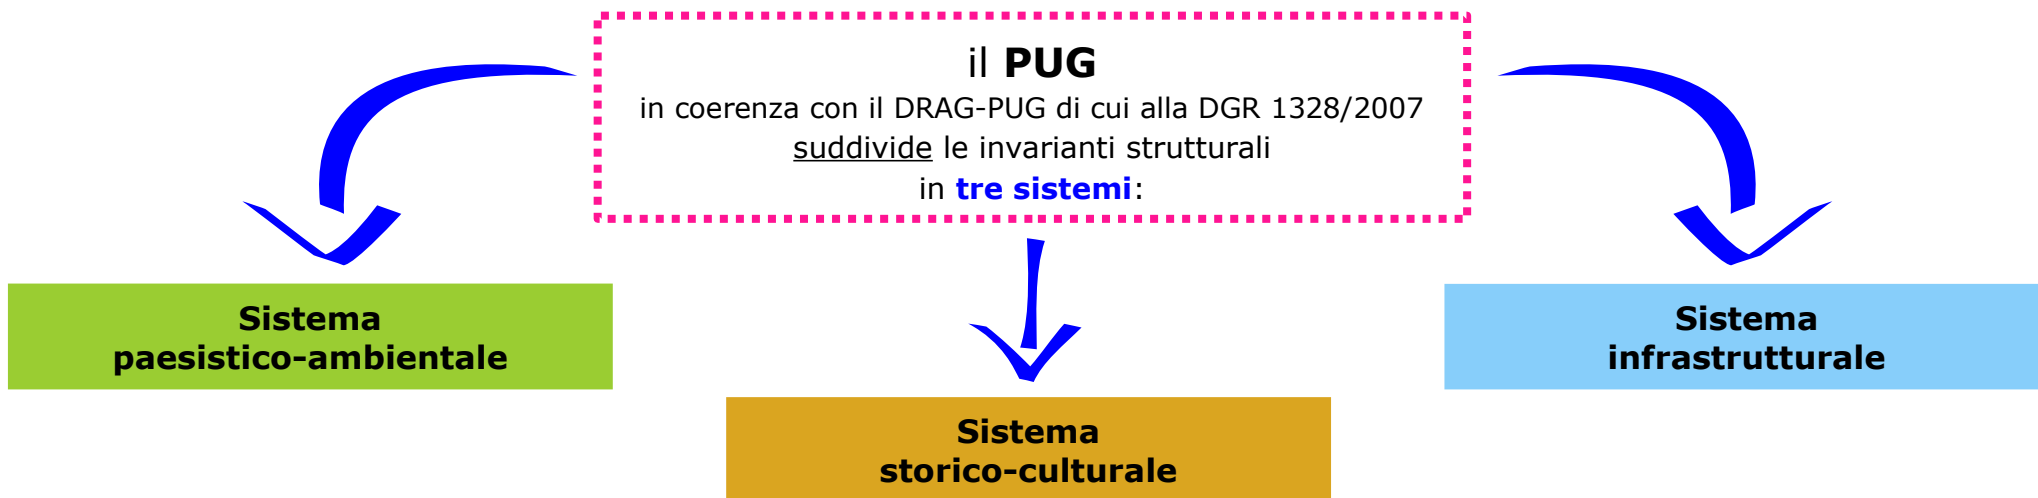 il PUG
in coerenza con il DRAG-PUG di cui alla DGR 1328/2007
suddivide le invarianti strutturali
in tre sistemi:
Sistema
paesistico-ambientale
Sistema
storico-culturale
Sistema
infrastrutturale